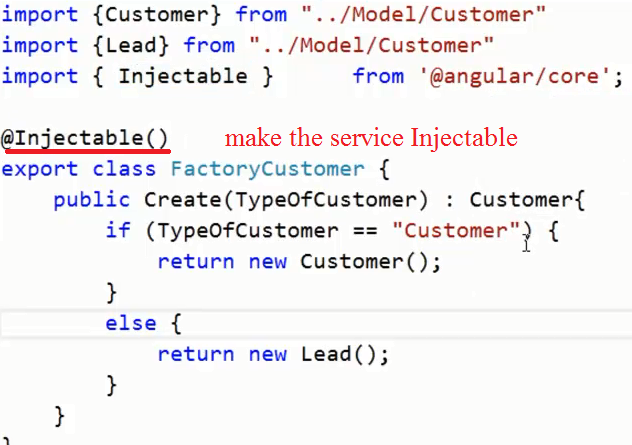 import {Customer} from "../Model/Customer"
import {Lead} from "../Model/Customer"
import { Injectable }      from '@angular/core';
@Injectable()    make the service Injectable
export class FactoryCustomer {
    public Create(TypeOfCustomer) : Customer{
        if (TypeOfCustomer == "Customer") {
            return new Customer();
        }
        else {
            return new Lead();
        }
    }
}